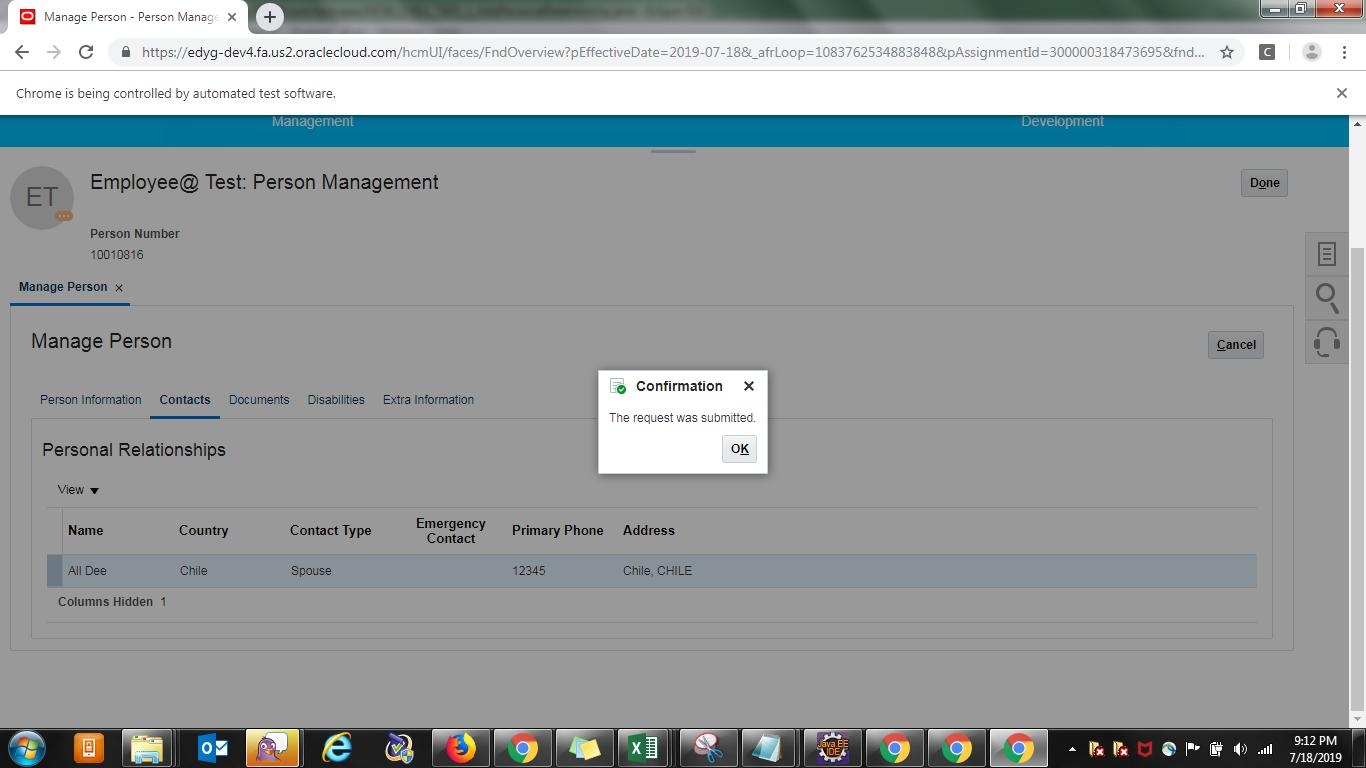 Manage Person - Person Manage
https://edyg-dev4.fa.us2.oraclecloud.com/hcmUI/faces/FndOverview?pEffectiveDate=2019-07-18&_afrLoop=1083762534883848&pAssignmentId=300000318473695&fnd...
C
Chrome is being controlled by automated test software.
Management
Development
ET
Employee@ Test: Person Management
Done
Person Number
10010816
Manage Person
Manage Person
Cancel
Person Information
Contacts
Documents
Disabilities
Extra Information
Confirmation
The request was submitted.
OK
Personal Relationships
View
Name
Country
Contact Type
Emergency
Contact
Primary Phone
Address
All Dee
Chile
Spouse
12345
Chile, CHILE
Columns Hidden 1
Java EE
IDE
9:12 PM
7/18/2019